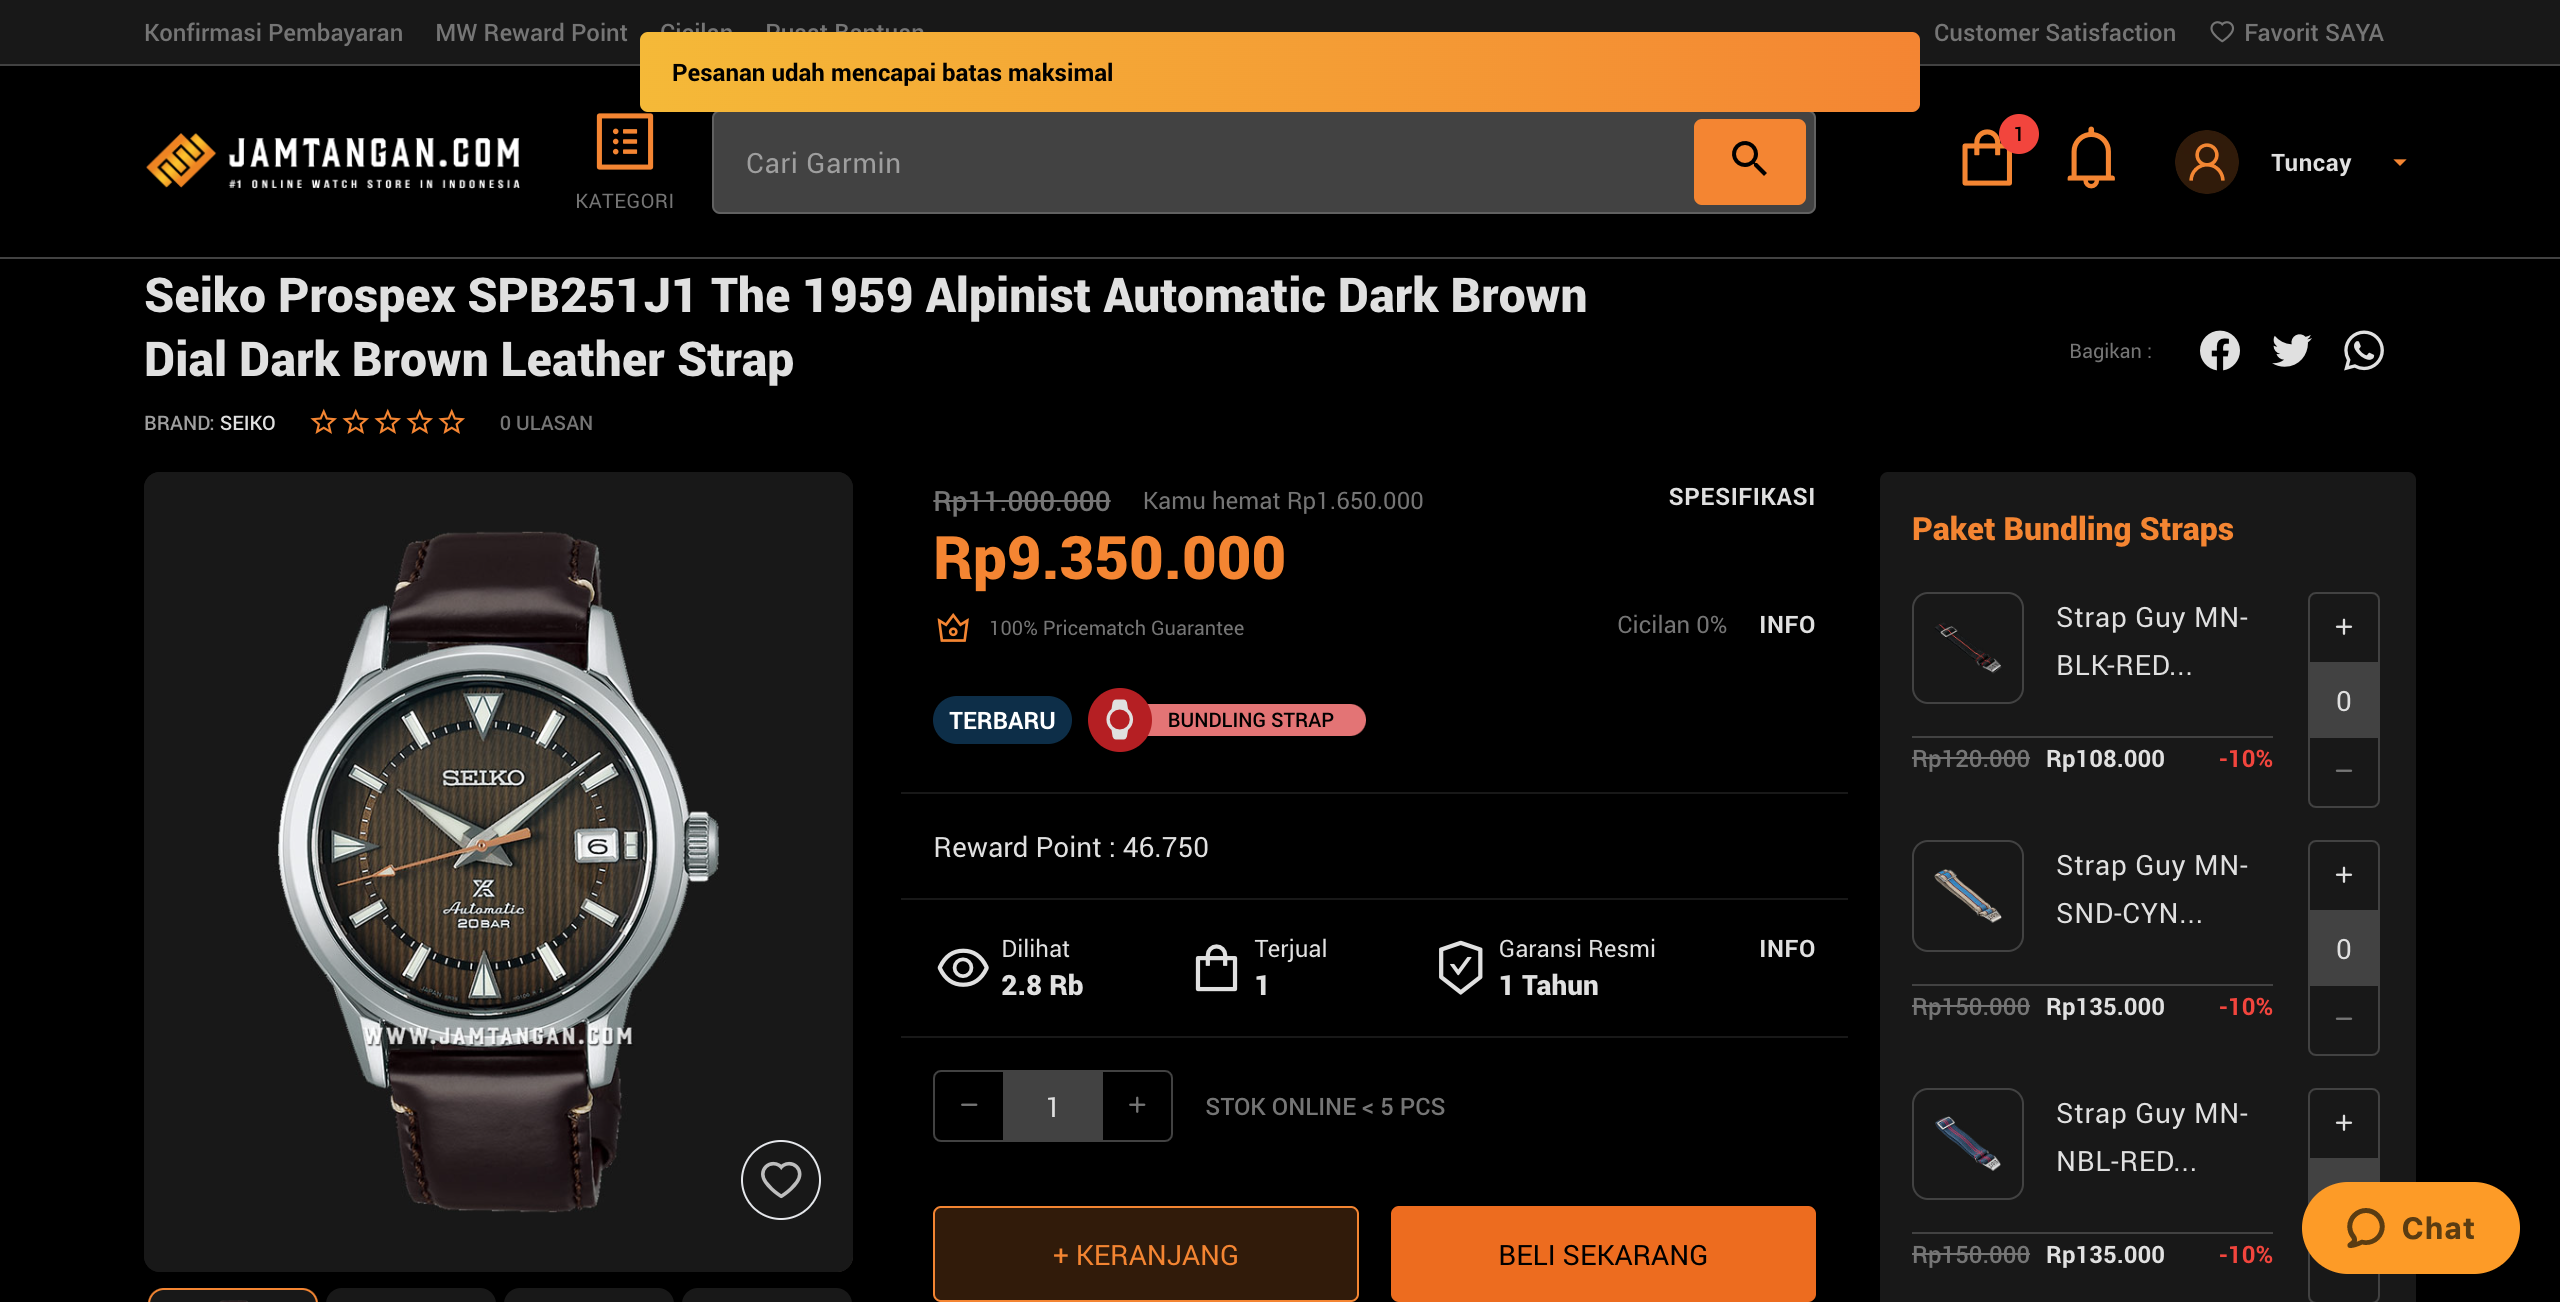 Konfirmasi Pembayaran
MW Reward Point
Customer Satisfaction
Favorit SAYA
Pesanan udah mencapai batas maksimal
JAMTANGAN.COM
#1 ONLINE WATCH STORE IN INDONESIA
KATEGORI
Cari Garmin
1
Tuncay
Seiko Prospex SPB251J1 The 1959 Alpinist Automatic Dark Brown
Dial Dark Brown Leather Strap
Bagikan :
BRAND: SEIKO
0 ULASAN
SEIKO
6
Automatic
20BAR
WWW.JAMTANGAN.COM
Rp11.000.000
Kamu hemat Rp1.650.000
SPESIFIKASI
Rp9.350.000
100% Pricematch Guarantee
Cicilan 0%
INFO
TERBARU
BUNDLING STRAP
Reward Point : 46.750
Dilihat
2.8 Rb
Terjual
1
Garansi Resmi
1 Tahun
INFO
− 1 +
STOK ONLINE < 5 PCS
+ KERANJANG
BELI SEKARANG
Paket Bundling Straps
Strap Guy MN-
BLK-RED...
+
0
−
Rp120.000 Rp108.000 -10%
Strap Guy MN-
SND-CYN...
+
0
−
Rp150.000 Rp135.000 -10%
Strap Guy MN-
NBL-RED...
+
Rp150.000 Rp135.000 -10%
Chat